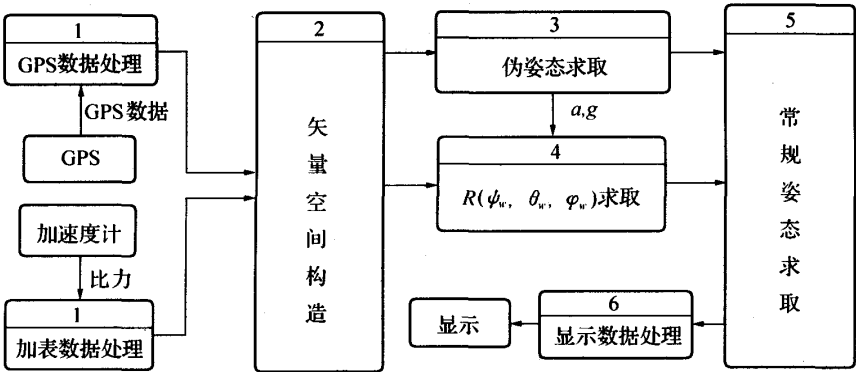 1
GPS数据处理
GPS数据
GPS
加速度计
比力
1
加表数据处理
2
矢量空间构造
3
伪姿态求取
a,g
4
R(ψw, θw, φw)求取
5
常规姿态求取
6
显示数据处理
显示